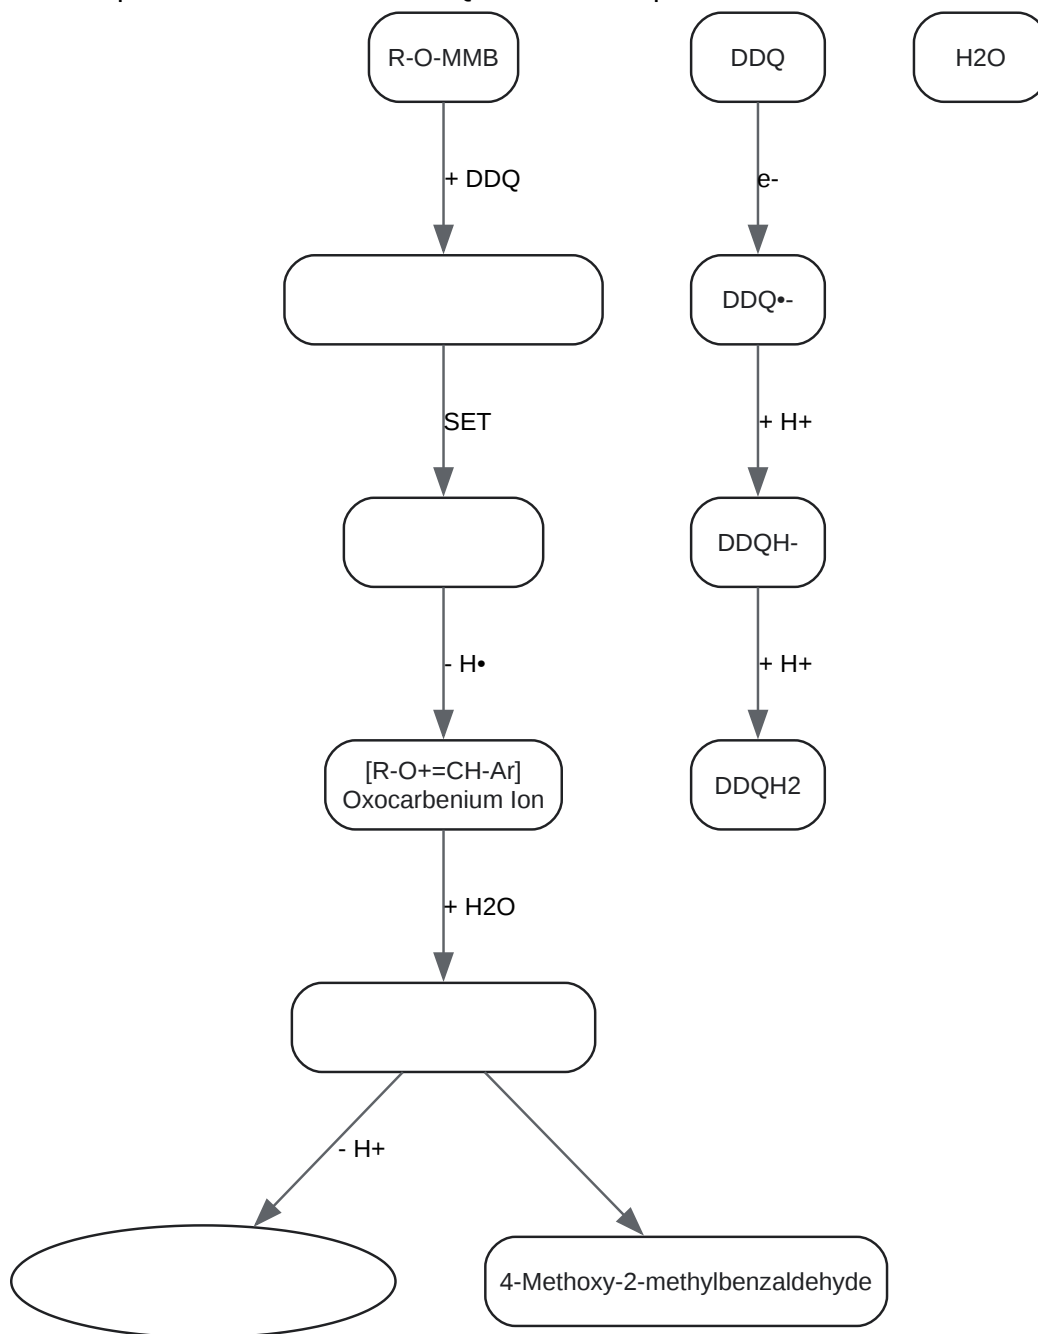 R-O-MMB
DDQ
H2O
+ DDQ
e-
DDQ•-
SET
+ H+
DDQH-
- H•
+ H+
[R-O+=CH-Ar]
Oxocarbenium Ion
DDQH2
+ H2O
- H+
4-Methoxy-2-methylbenzaldehyde